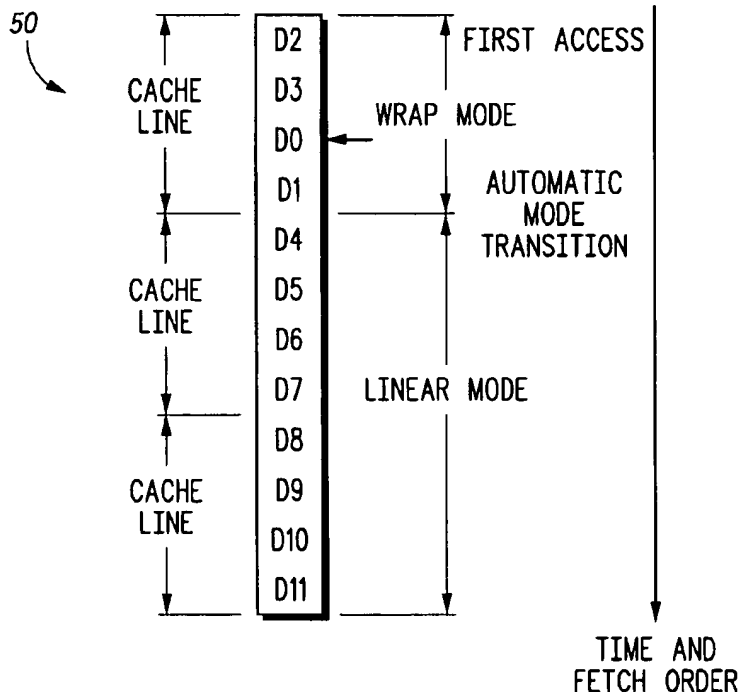 50
CACHE
LINE
CACHE
LINE
CACHE
LINE
D2
D3
D0
D1
D4
D5
D6
D7
D8
D9
D10
D11
FIRST ACCESS
WRAP MODE
AUTOMATIC
MODE
TRANSITION
LINEAR MODE
TIME AND
FETCH ORDER